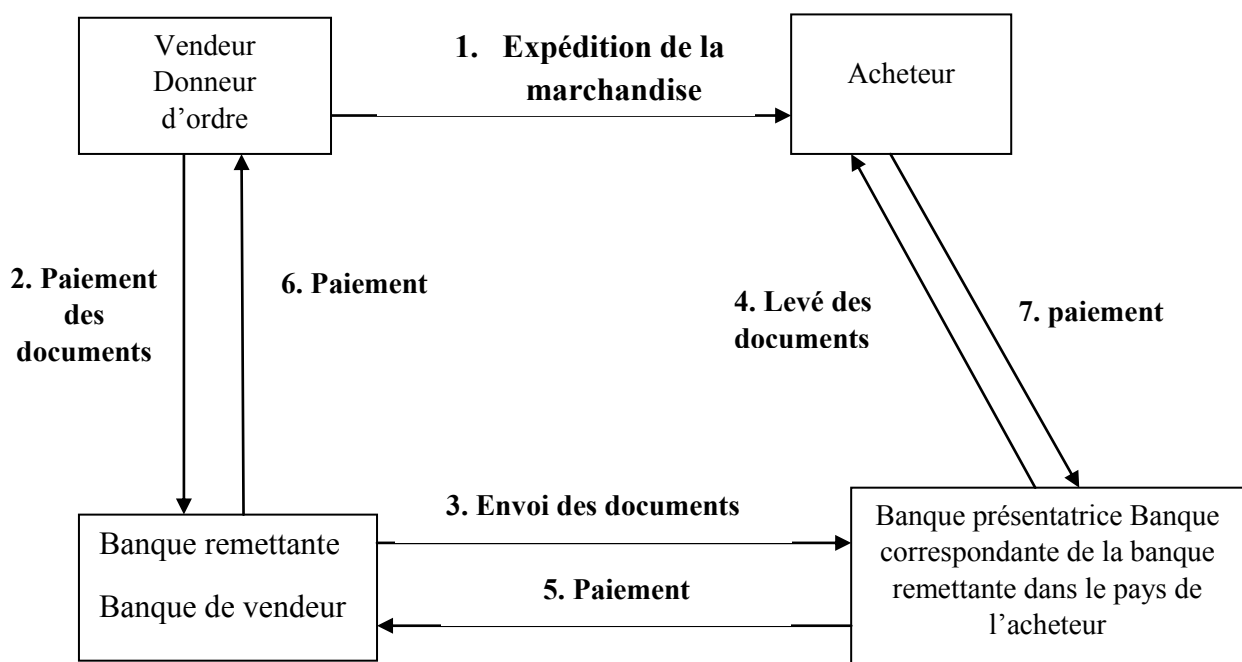 Vendeur
Donneur
d’ordre
1. Expédition de la
marchandise
Acheteur
2. Paiement
des
documents
6. Paiement
4. Levé des
documents
7. paiement
3. Envoi des documents
5. Paiement
Banque remettante
Banque de vendeur
Banque présentatrice Banque
correspondante de la banque
remettante dans le pays de
l’acheteur